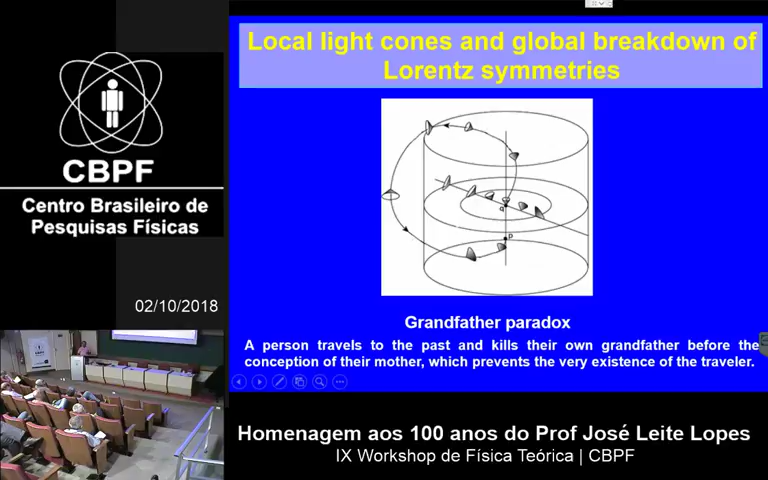 CBPF
Centro Brasileiro de
Pesquisas Físicas
02/10/2018
Local light cones and global breakdown of
Lorentz symmetries
q
p
Grandfather paradox
A person travels to the past and kills their own grandfather before the
conception of their mother, which prevents the very existence of the traveler.
Homenagem aos 100 anos do Prof José Leite Lopes
IX Workshop de Física Teórica | CBPF